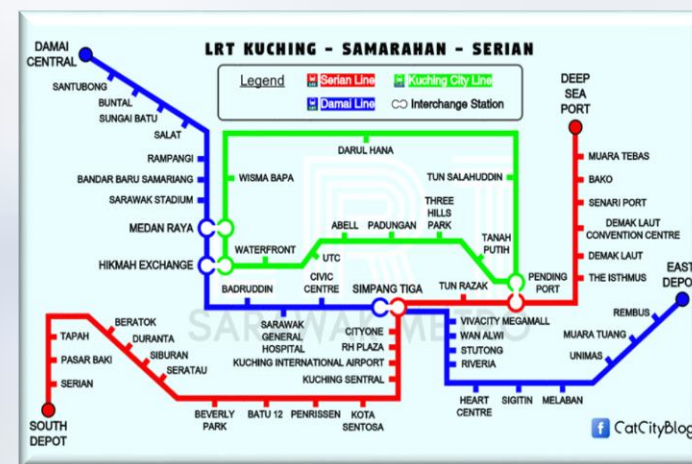 LRT KUCHING - SAMARAHAN - SERIAN
Legend
Serian Line
Kuching City Line
Damai Line
Interchange Station
DAMAI
CENTRAL
SANTUBONG
BUNTAL
SUNGAI BATU
SALAT
RAMPANGI
BANDAR BARU SAMARIANG
SARAWAK STADIUM
MEDAN RAYA
HIKMAH EXCHANGE
WISMA BAPA
DARUL HANA
TUN SALAHUDDIN
WATERFRONT
UTC
ABELL
PADUNGAN
THREE
HILLS
PARK
TANAH
PUTIH
PENDING
PORT
DEEP
SEA
PORT
MUARA TEBAS
BAKO
SENARI PORT
DEMAK LAUT
CONVENTION CENTRE
DEMAK LAUT
THE ISTHMUS
TUN RAZAK
SIMPANG TIGA
BADRUDDIN
SARAWAK
GENERAL
HOSPITAL
CIVIC
CENTRE
VIVACITY MEGAMALL
WAN ALWI
STUTONG
RIVERIA
HEART
CENTRE
SIGITIN
MELABAN
UNIMAS
MUARA TUANG
REMBUS
EAST
DEPO
CITYONE
RH PLAZA
KUCHING INTERNATIONAL AIRPORT
KUCHING SENTRAL
KOTA
SENTOSA
PENRISSEN
BATU 12
BEVERLY
PARK
SERATAU
SIBURAN
DURANTA
BERATOK
TAPAH
PASAR BAKI
SERIAN
SOUTH
DEPOT
SARAWAK METRO
CatCityBlog